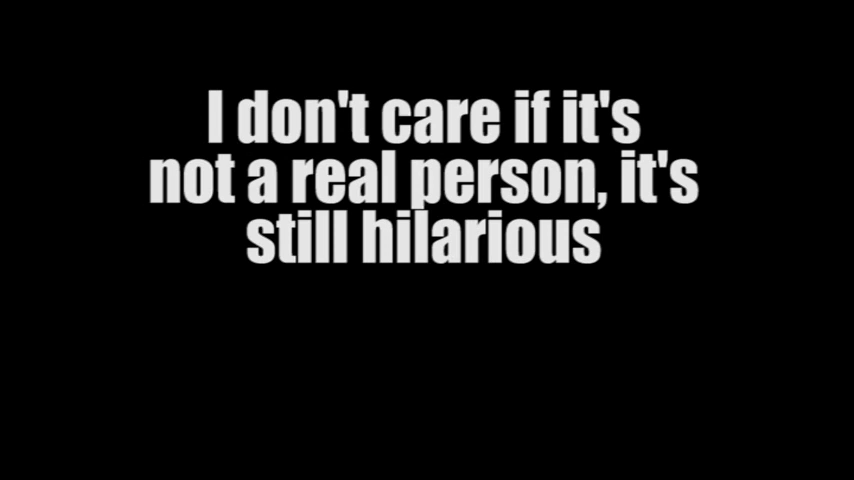 I don't care if it's
not a real person, it's
still hilarious